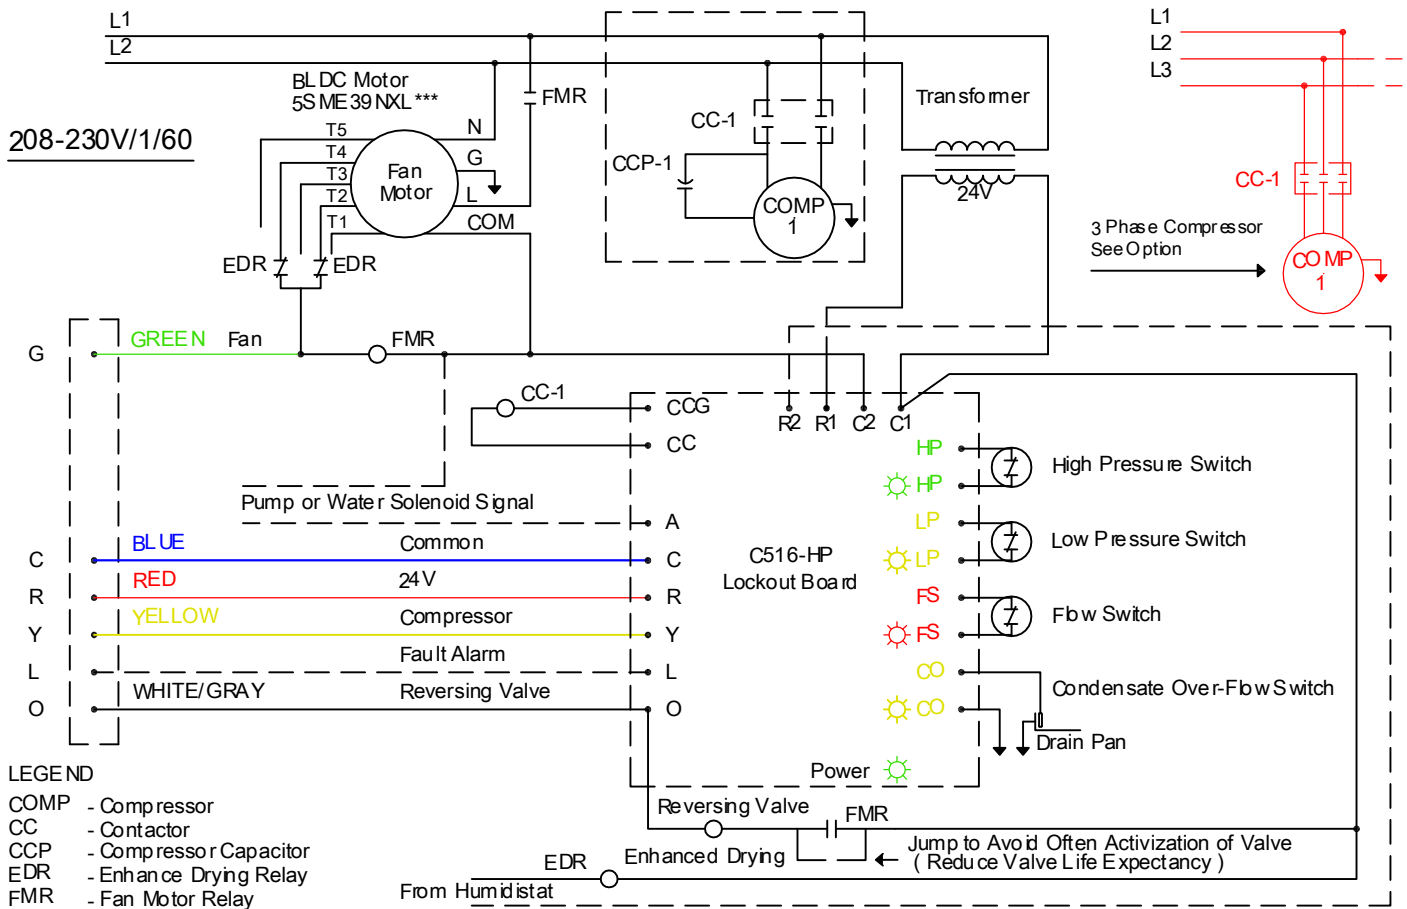 L1
L2
BLDC Motor
5SME39NXL***
208-230V/1/60
T5
T4
T3
T2
T1
Fan
Motor
N
G
L
COM
FMR
EDR
EDR
CC-1
CCP-1
COMP
1
Transformer
24V
L1
L2
L3
CC-1
3 Phase Compressor
See Option
COMP
1
G
GREEN Fan
FMR
CC-1
CCG
CC
R2 R1 C2 C1
Pump or Water Solenoid Signal
A
C
BLUE Common
C
R
RED 24V
R
Y
YELLOW Compressor
Y
L
Fault Alarm
L
O
WHITE/GRAY Reversing Valve
O
C516-HP
Lockout Board
HP
HP
High Pressure Switch
LP
LP
Low Pressure Switch
FS
FS
Flow Switch
CO
CO
Condensate Over-Flow Switch
Drain Pan
Power
Reversing Valve
FMR
Enhanced Drying
Jump to Avoid Often Activization of Valve
( Reduce Valve Life Expectancy )
EDR
From Humidistat
LEGEND
COMP - Compressor
CC - Contactor
CCP - Compressor Capacitor
EDR - Enhance Drying Relay
FMR - Fan Motor Relay